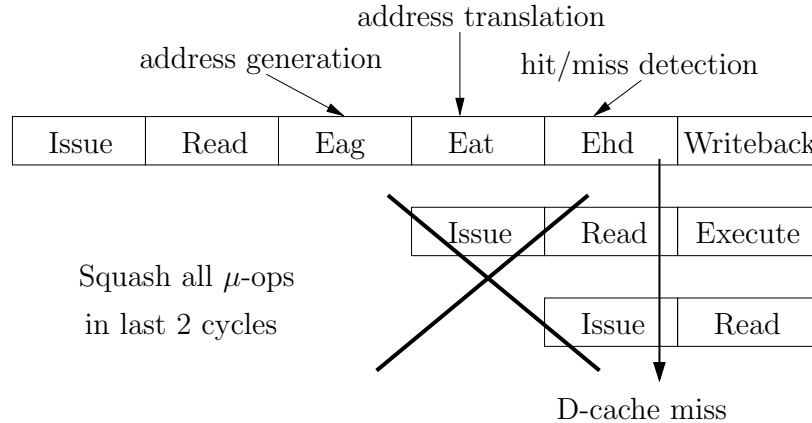 address translation
address generation
hit/miss detection
Issue Read Eag Eat Ehd Writeback
Issue Read Execute
Squash all μ-ops
in last 2 cycles
Issue Read
D-cache miss